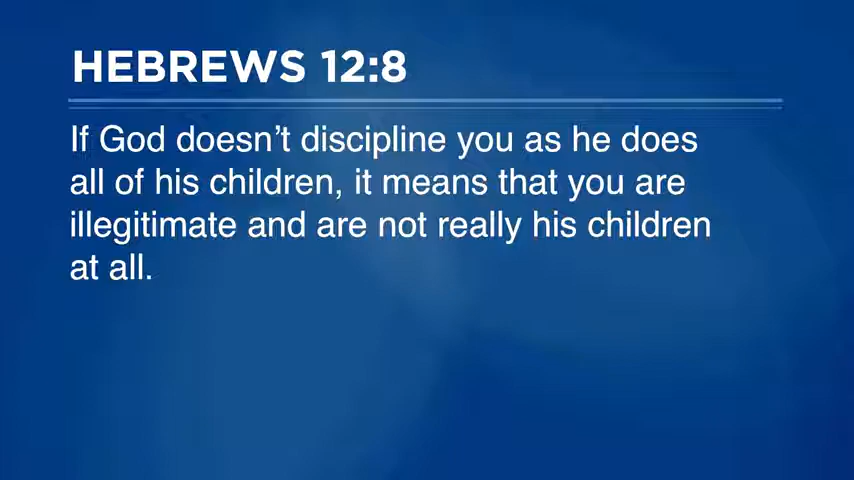 HEBREWS 12:8
If God doesn’t discipline you as he does
all of his children, it means that you are
illegitimate and are not really his children
at all.